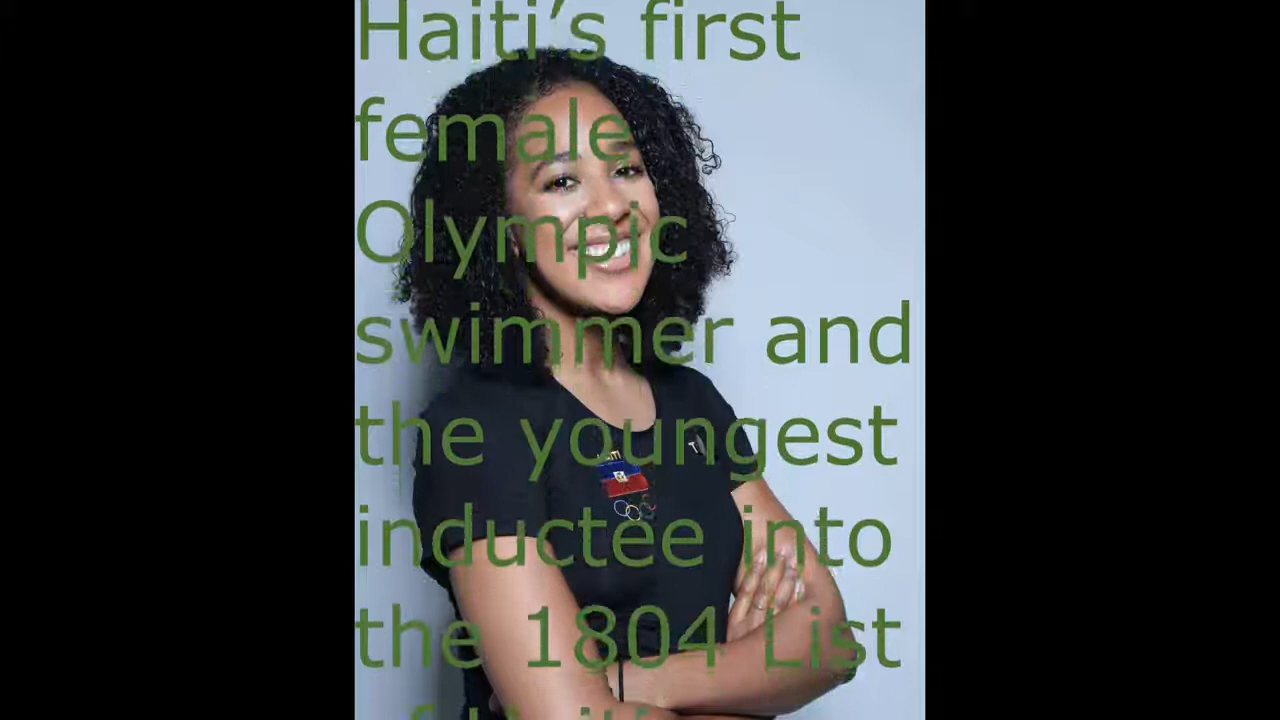 Haiti’s first
female
Olympic
swimmer and
the youngest
inductee into
the 1804 List